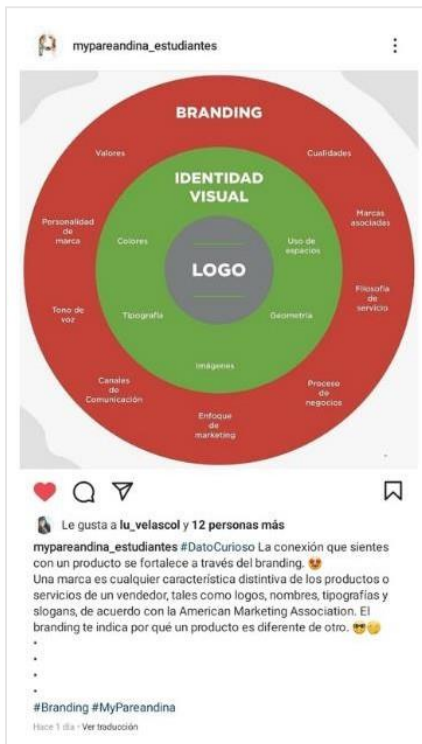 mypareandina_estudiantes
BRANDING
Valores
Cualidades
IDENTIDAD
VISUAL
Personalidad
de
marca
Colores
Uso de
espacios
Marcas
asociadas
LOGO
Tono de
voz
Tipografía
Geometría
Filosofía
de
servicio
Imágenes
Canales
de
Comunicación
Enfoque
de
marketing
Proceso
de
negocios
Le gusta a lu_velascol y 12 personas más
mypareandina_estudiantes #DatoCurioso La conexión que sientes
con un producto se fortalece a través del branding. 😍
Una marca es cualquier característica distintiva de los productos o
servicios de un vendedor, tales como logos, nombres, tipografías y
slogans, de acuerdo con la American Marketing Association. El
branding te indica por qué un producto es diferente de otro.
.
.
.
.
#Branding #MyPareandina
Hace 1 día · Ver traducción